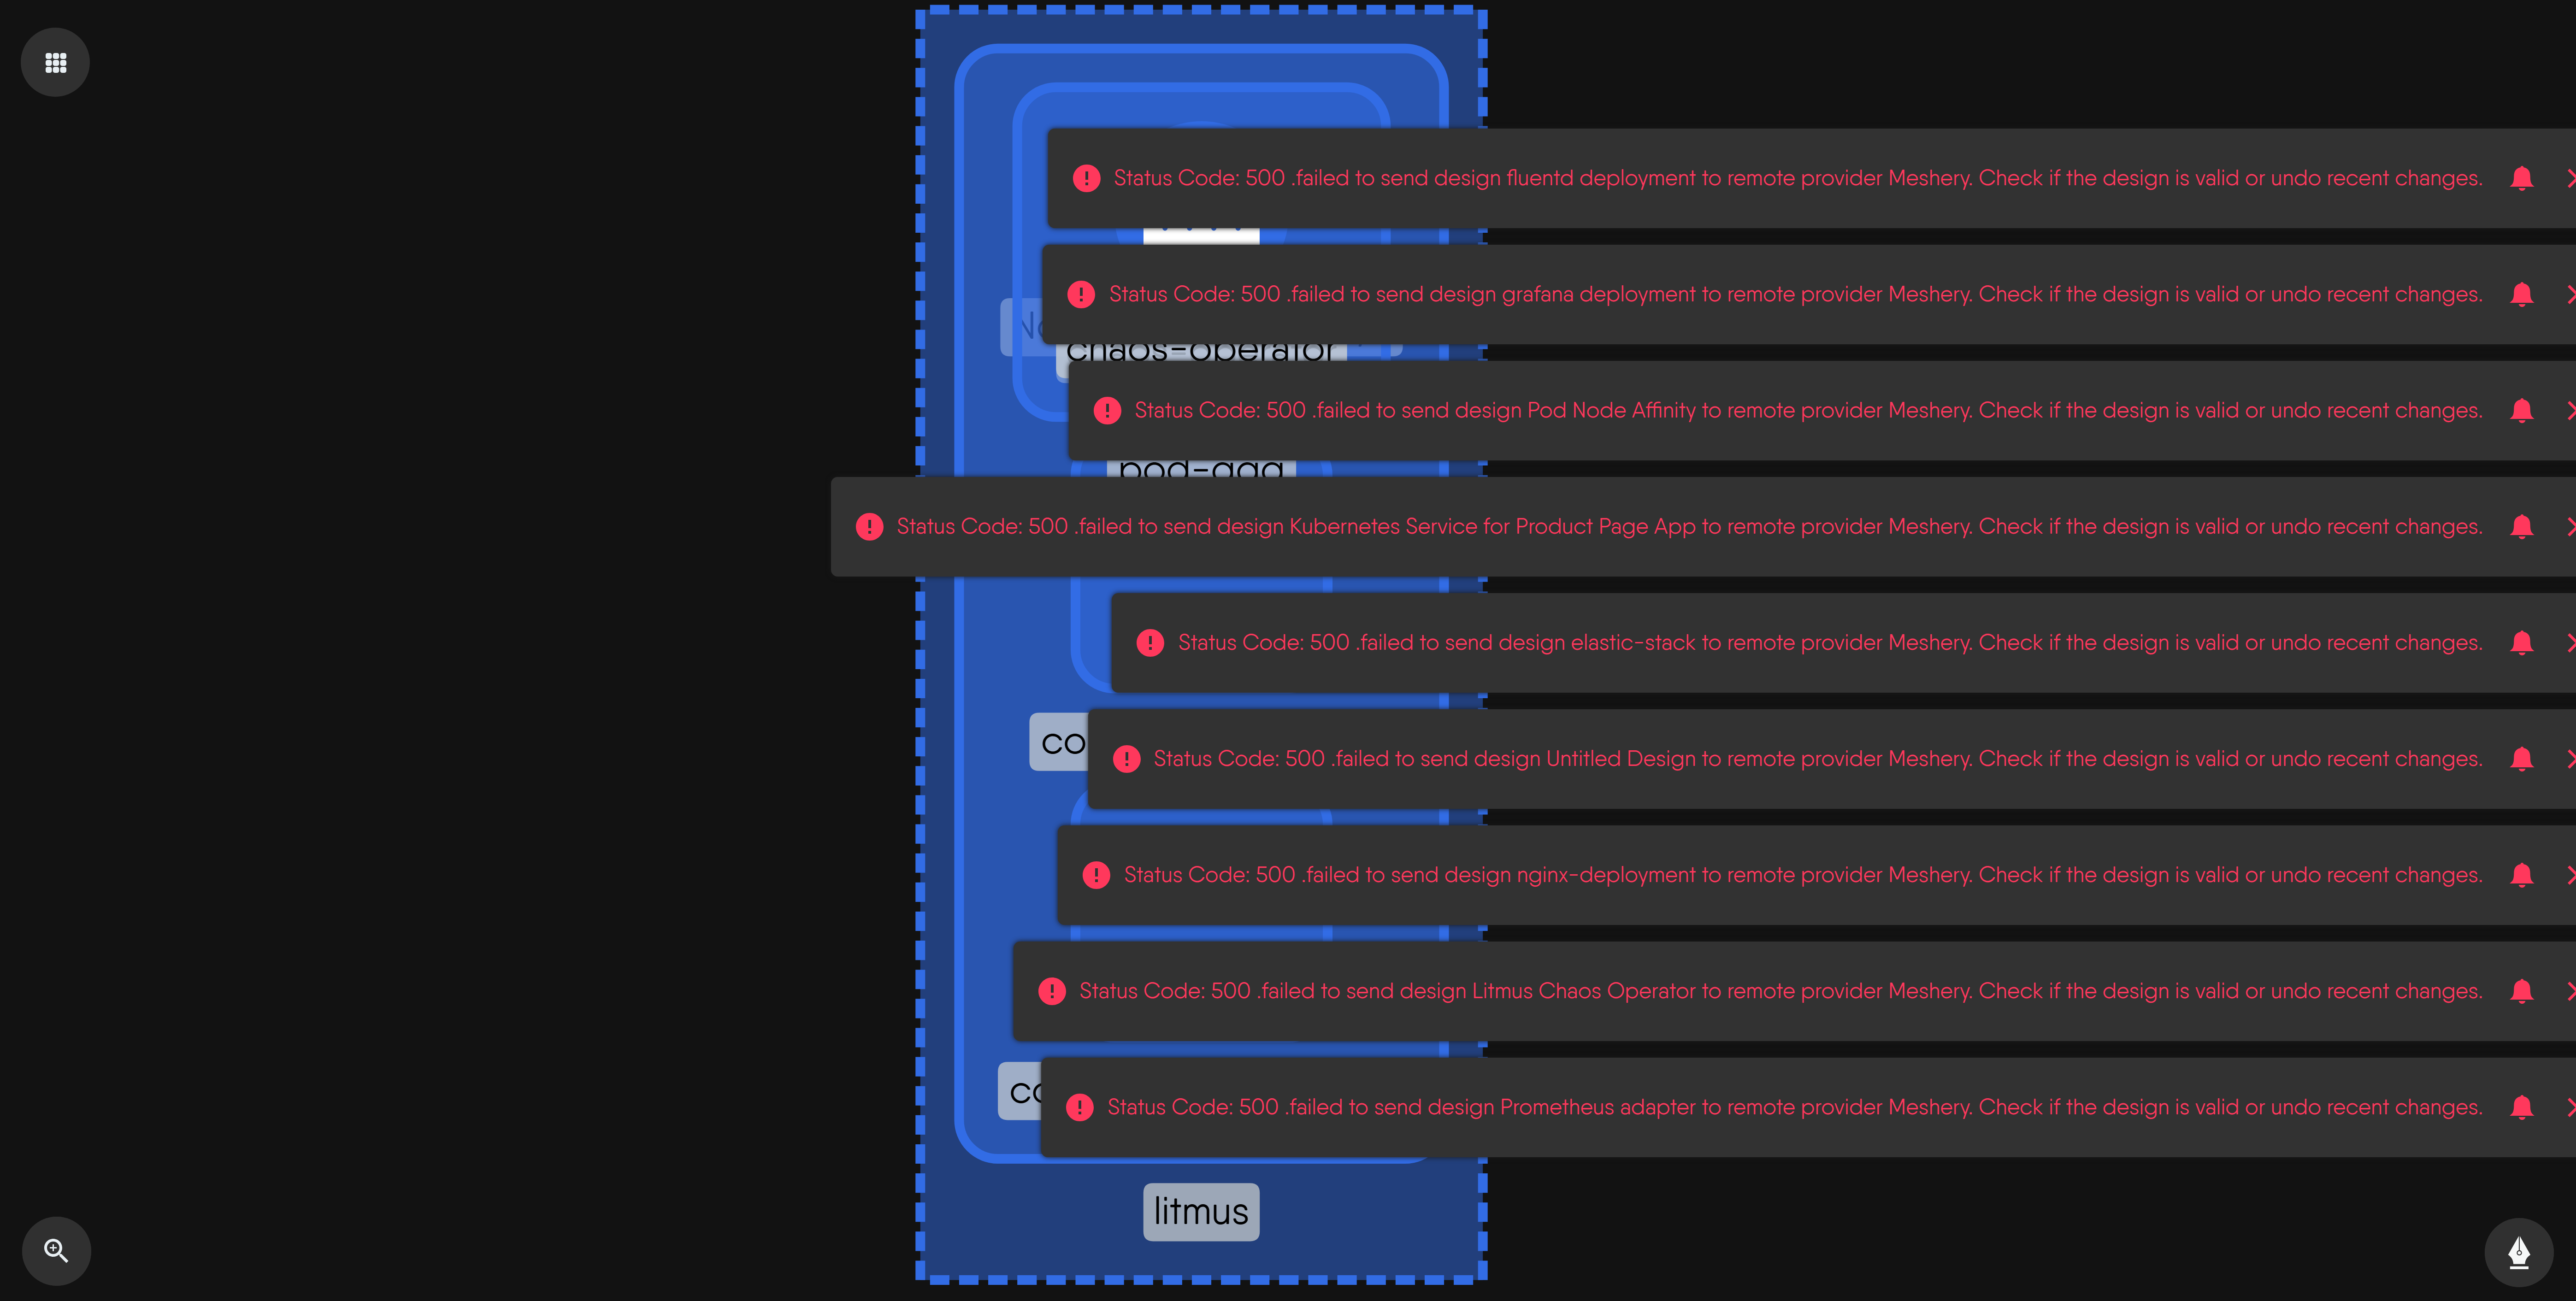 Status Code: 500 .failed to send design fluentd deployment to remote provider Meshery. Check if the design is valid or undo recent changes.
Status Code: 500 .failed to send design grafana deployment to remote provider Meshery. Check if the design is valid or undo recent changes.
chaos-operator
Status Code: 500 .failed to send design Pod Node Affinity to remote provider Meshery. Check if the design is valid or undo recent changes.
Status Code: 500 .failed to send design Kubernetes Service for Product Page App to remote provider Meshery. Check if the design is valid or undo recent changes.
Status Code: 500 .failed to send design elastic-stack to remote provider Meshery. Check if the design is valid or undo recent changes.
Status Code: 500 .failed to send design Untitled Design to remote provider Meshery. Check if the design is valid or undo recent changes.
Status Code: 500 .failed to send design nginx-deployment to remote provider Meshery. Check if the design is valid or undo recent changes.
Status Code: 500 .failed to send design Litmus Chaos Operator to remote provider Meshery. Check if the design is valid or undo recent changes.
Status Code: 500 .failed to send design Prometheus adapter to remote provider Meshery. Check if the design is valid or undo recent changes.
litmus